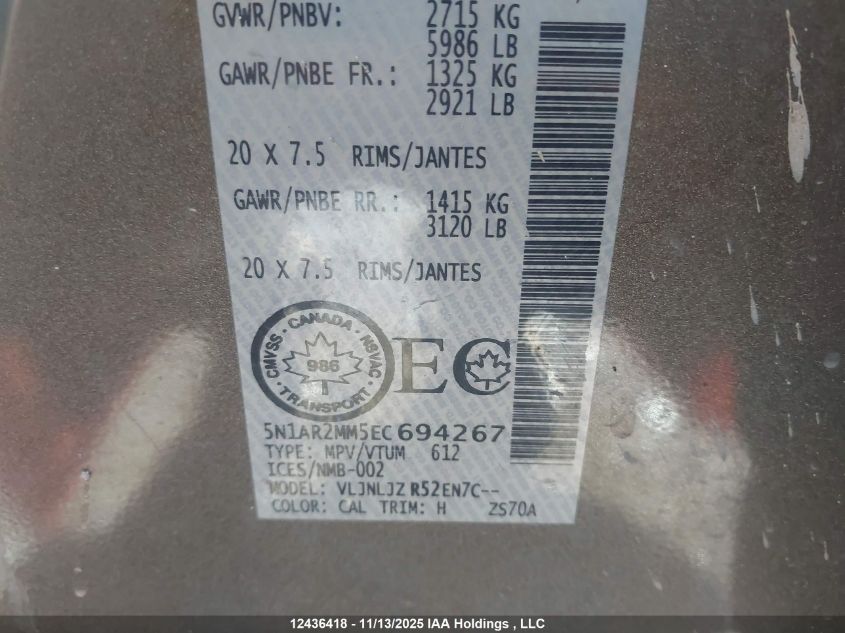 GVWR/PNBV: 2715 KG
5986 LB
GAWR/PNBE FR.: 1325 KG
2921 LB
20 X 7.5 RIMS/JANTES
GAWR/PNBE RR.: 1415 KG
3120 LB
20 X 7.5 RIMS/JANTES
CMVSS · CANADA · NSVAC
986
· TRANSPORT ·
EC
5N1AR2MM5EC694267
TYPE: MPV/VTUM 612
ICES/NMB-002
MODEL: VLJNLJZ R52EN7C--
COLOR: CAL TRIM: H ZS70A
12436418 - 11/13/2025 IAA Holdings , LLC